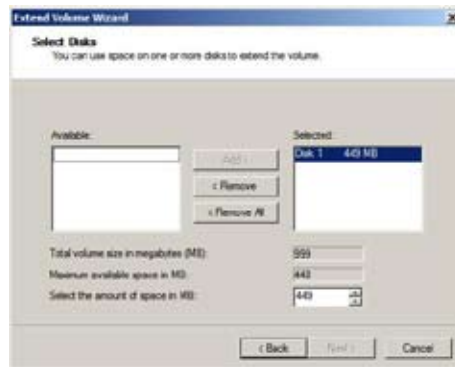 Extend Volume Wizard
Select Disks
You can use space on one or more disks to extend the volume.
Available:
Selected:
Add >
Disk 1 449 MB
< Remove
< Remove All
Total volume size in megabytes (MB):
999
Maximum available space in MB:
Select the amount of space in MB:
449
< Back
Next >
Cancel